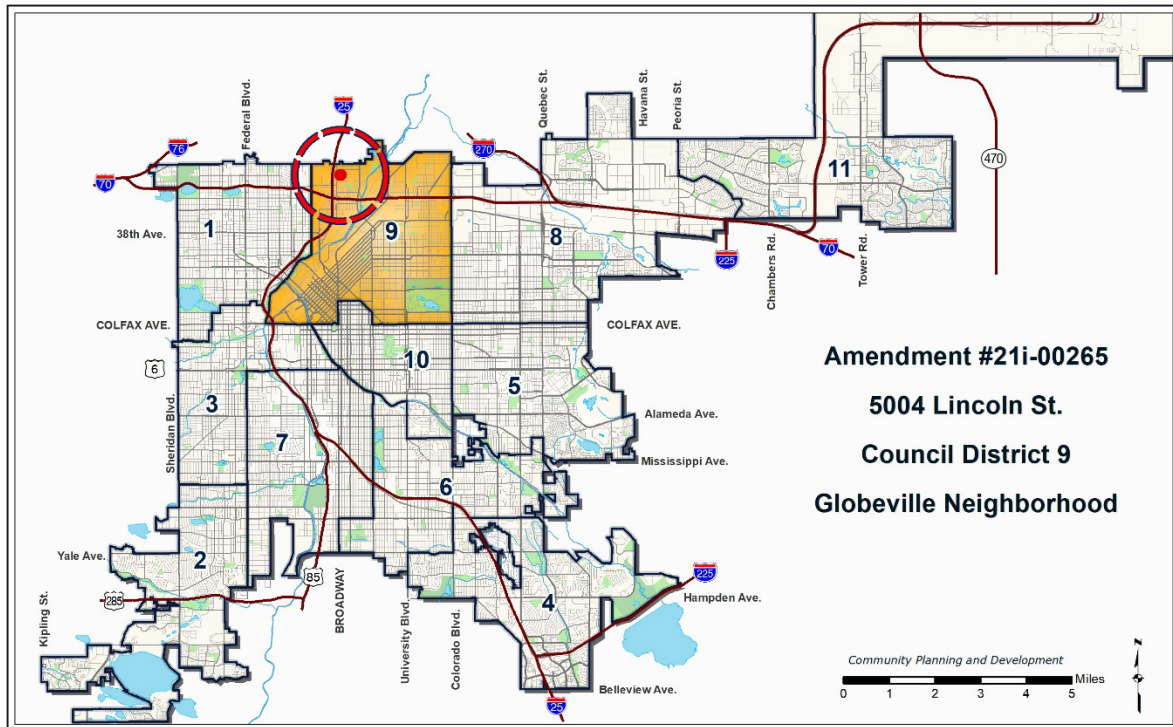 Federal Blvd.
25
Quebec St.
Havana St.
Peoria St.
76
270
70
11
470
1
38th Ave.
9
8
225
Chambers Rd.
70
Tower Rd.
COLFAX AVE.
COLFAX AVE.
6
10
5
Amendment #21i-00265
5004 Lincoln St.
Council District 9
Globeville Neighborhood
Sheridan Blvd.
3
7
Alameda Ave.
Mississippi Ave.
6
Yale Ave.
2
85
285
BROADWAY
University Blvd.
Colorado Blvd.
4
225
Hampden Ave.
Kipling St.
25
Belleview Ave.
Community Planning and Development
0 1 2 3 4 5 Miles
N